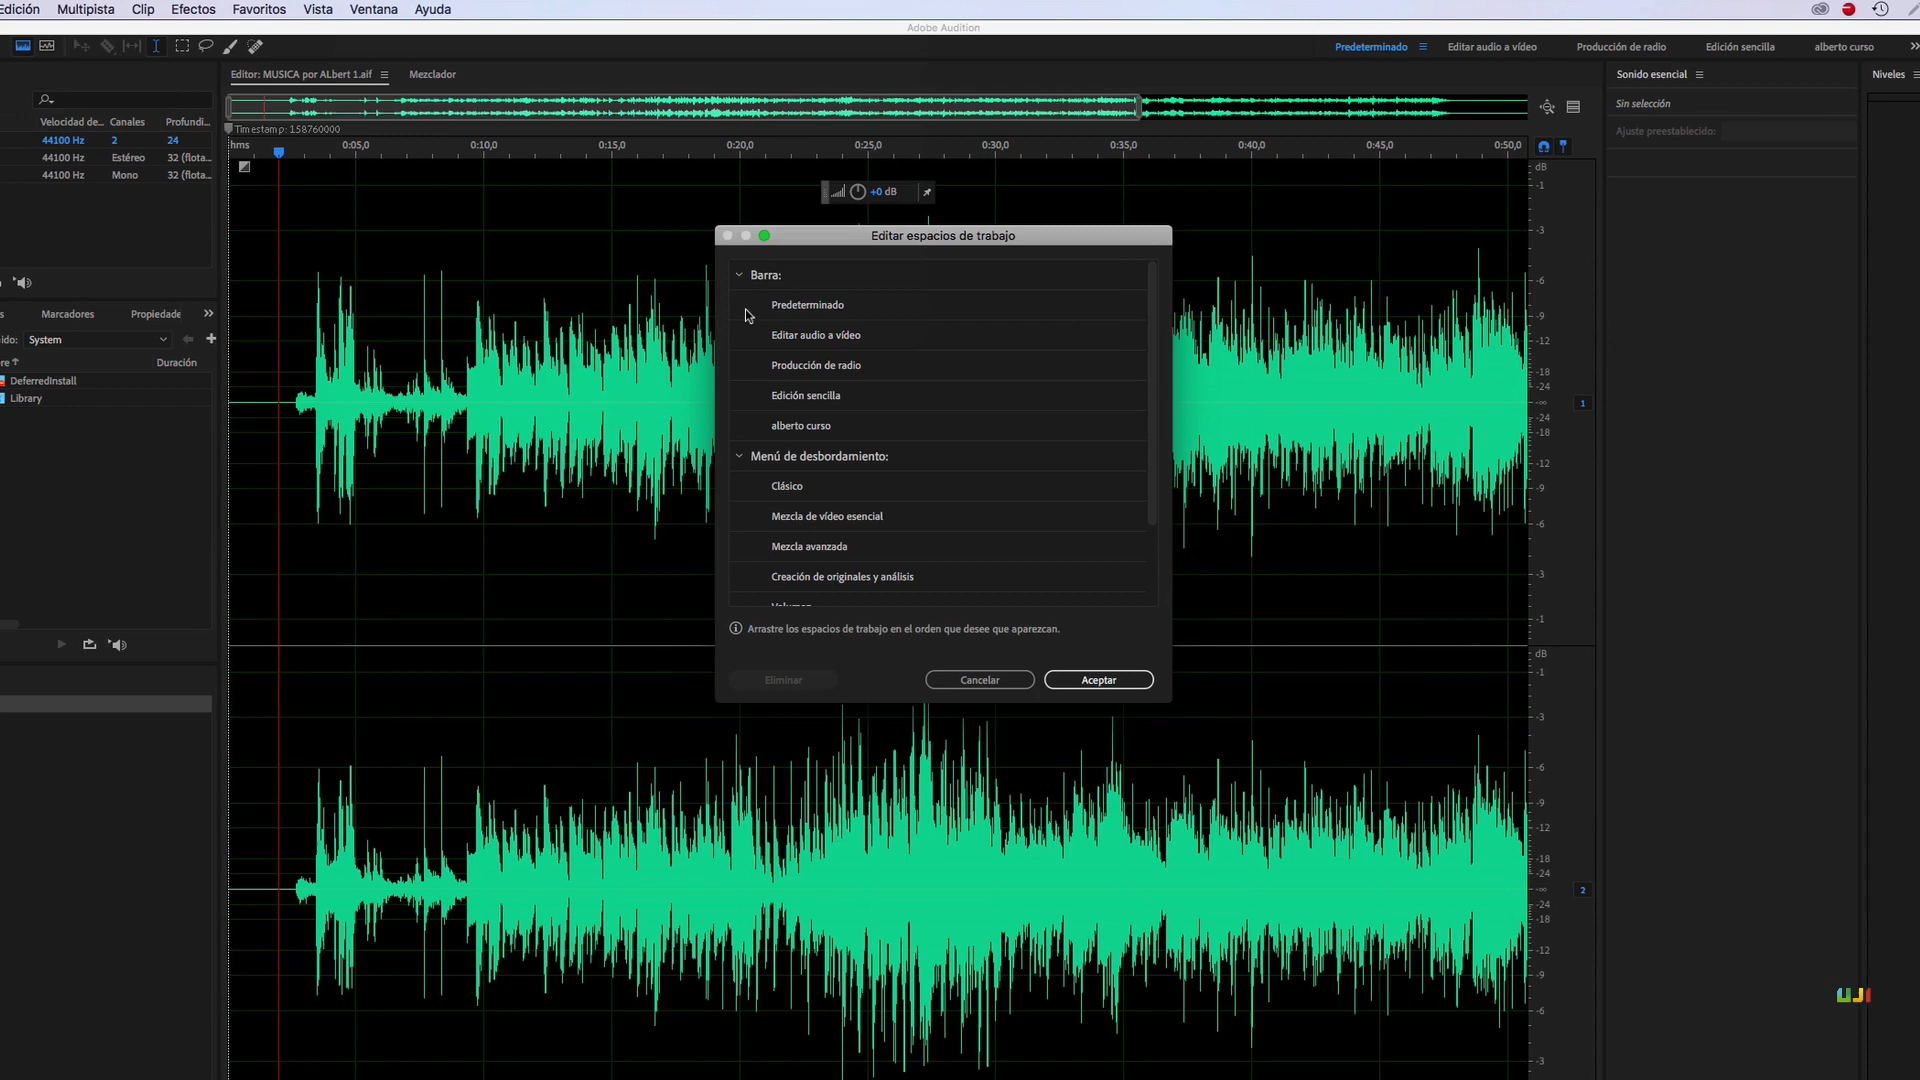 Edición Multipista Clip Efectos Favoritos Vista Ventana Ayuda
Adobe Audition
Predeterminado Editar audio a vídeo Producción de radio Edición sencilla alberto curso
Editor: MUSICA por ALbert 1.aif Mezclador
Sonido esencial Niveles
Sin selección
Ajuste preestablecido:
Velocidad de... Canales Profundi...
44100 Hz 2 24
44100 Hz Estéreo 32 (flota...
44100 Hz Mono 32 (flota...
Timestamp: 158760000
hms 0:05,0 0:10,0 0:15,0 0:20,0 0:25,0 0:30,0 0:35,0 0:40,0 0:45,0 0:50,0
+0 dB
Marcadores Propiedade
ido: System
re Duración
DeferredInstall
Library
Editar espacios de trabajo
Barra:
Predeterminado
Editar audio a vídeo
Producción de radio
Edición sencilla
alberto curso
Menú de desbordamiento:
Clásico
Mezcla de vídeo esencial
Mezcla avanzada
Creación de originales y análisis
Arrastre los espacios de trabajo en el orden que desee que aparezcan.
Eliminar Cancelar Aceptar
dB
-1
-3
-6
-9
-12
-18
-24
-∞
-24
-18
-12
-9
-6
-3
-1
1
dB
-1
-3
-6
-9
-12
-18
-24
-∞
-24
-18
-12
-9
-6
-3
2
UJI